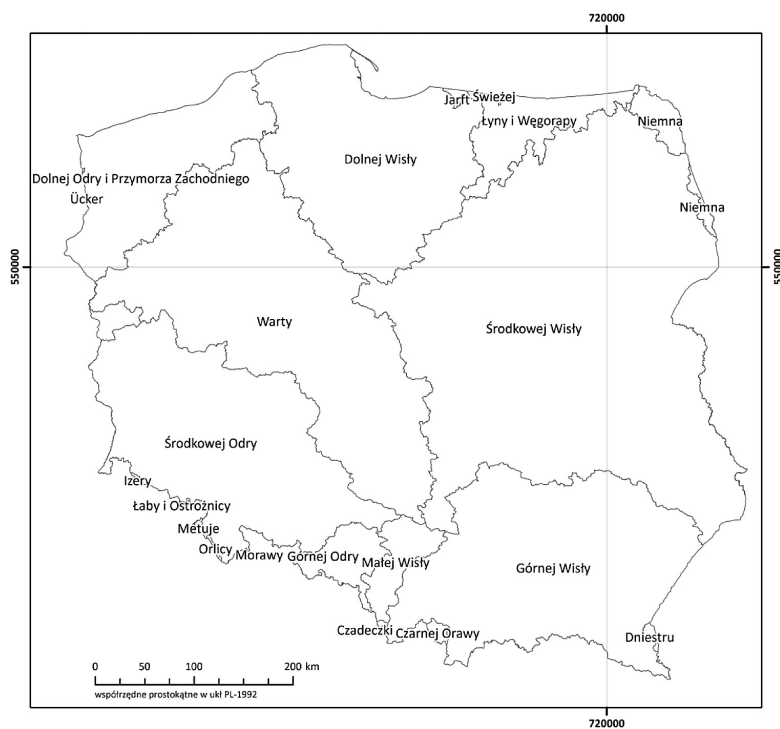 720000
Jarft Świeżej
Łyny i Węgorapy
Niemna
Dolnej Wisły
Dolnej Odry i Przymorza Zachodniego
Ücker
Niemna
550000
550000
Warty
Środkowej Wisły
Środkowej Odry
Izery
Łaby i Ostrożnicy
Metuje
Orlicy
Morawy
Górnej Odry
Małej Wisły
Górnej Wisły
Czadeczki
Czarnej Orawy
Dniestru
0 50 100 200 km
współrzędne prostokątne w ukł PL-1992
720000